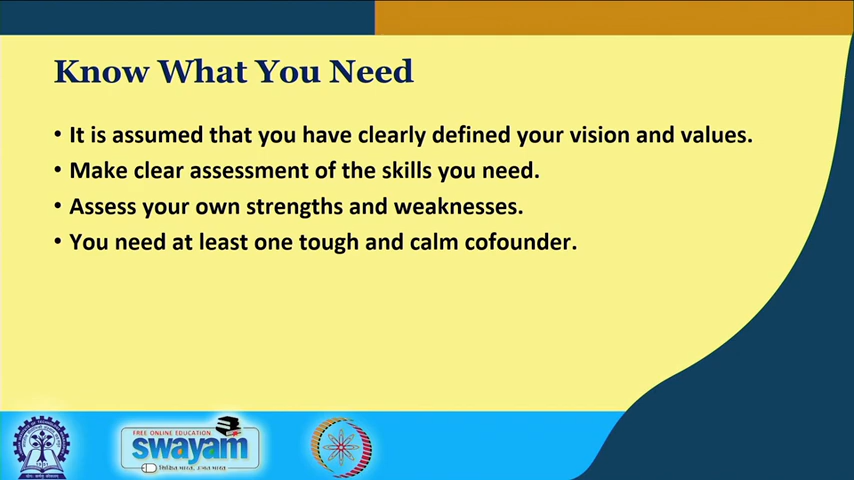 Know What You Need
• It is assumed that you have clearly defined your vision and values.
• Make clear assessment of the skills you need.
• Assess your own strengths and weaknesses.
• You need at least one tough and calm cofounder.
FREE ONLINE EDUCATION
swayam